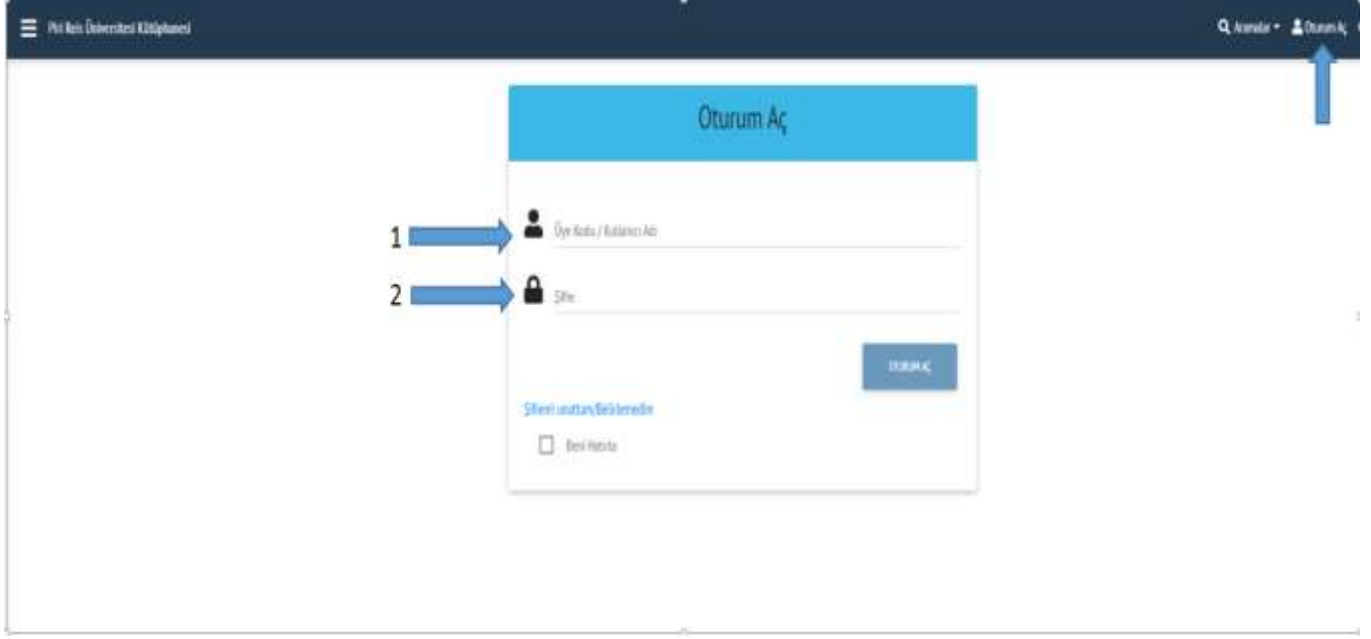 Piri Reis Üniversitesi Kütüphanesi
Aramalar
Oturum Aç
Oturum Aç
1
Üye Kodu / Kullanıcı Adı
2
Şifre
OTURUM AÇ
Şifremi unuttum/Belirlemedim
Beni Hatırla